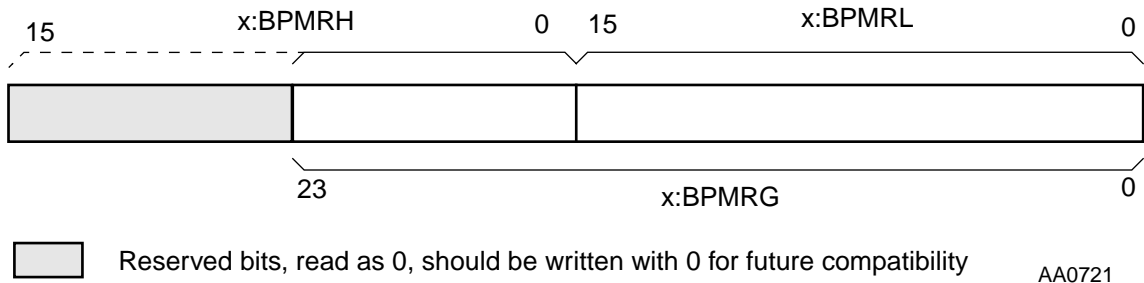 15 x:BPMRH 0 15 x:BPMRL 0
23 x:BPMRG 0
Reserved bits, read as 0, should be written with 0 for future compatibility
AA0721